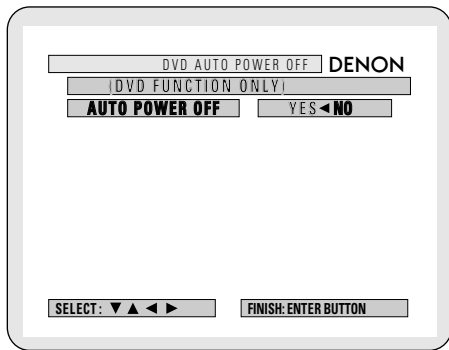 DVD AUTO POWER OFF DENON
(DVD FUNCTION ONLY)
AUTO POWER OFF YES◄NO
SELECT: ▼ ▲ ◄ ► FINISH: ENTER BUTTON